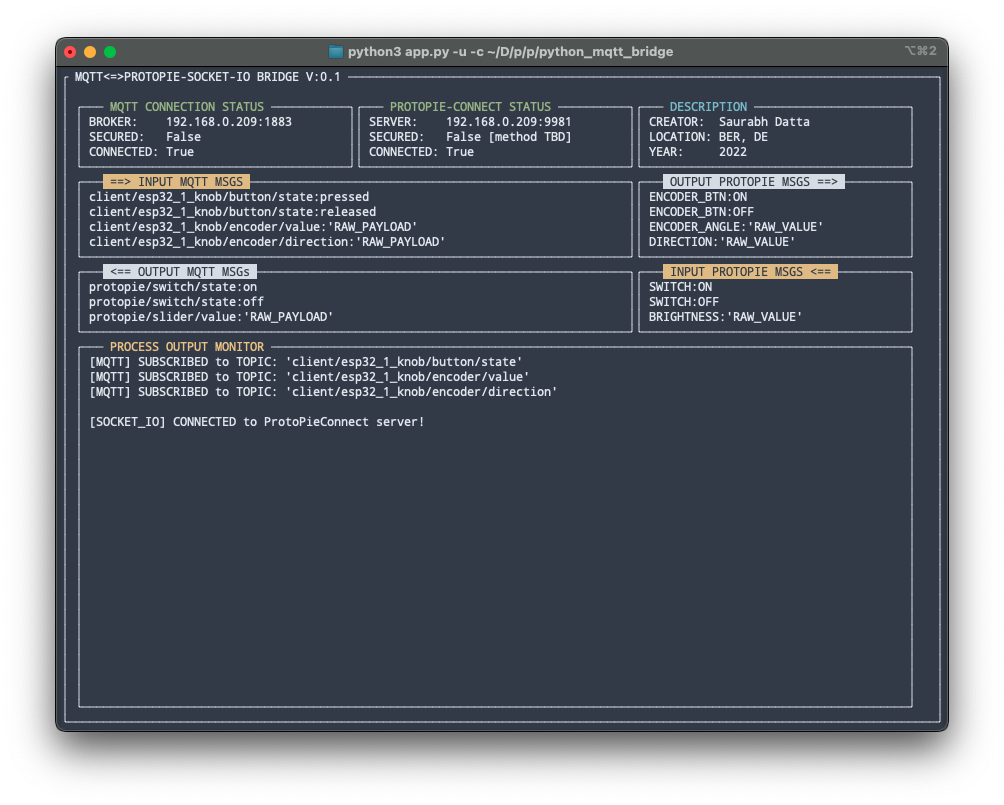 python3 app.py -u -c ~/D/p/p/python_mqtt_bridge
⌥⌘2
MQTT<=>PROTOPIE-SOCKET-IO BRIDGE V:0.1
MQTT CONNECTION STATUS
BROKER: 192.168.0.209:1883
SECURED: False
CONNECTED: True
PROTOPIE-CONNECT STATUS
SERVER: 192.168.0.209:9981
SECURED: False [method TBD]
CONNECTED: True
DESCRIPTION
CREATOR: Saurabh Datta
LOCATION: BER, DE
YEAR: 2022
==> INPUT MQTT MSGS
client/esp32_1_knob/button/state:pressed
client/esp32_1_knob/button/state:released
client/esp32_1_knob/encoder/value:'RAW_PAYLOAD'
client/esp32_1_knob/encoder/direction:'RAW_PAYLOAD'
OUTPUT PROTOPIE MSGS ==>
ENCODER_BTN:ON
ENCODER_BTN:OFF
ENCODER_ANGLE:'RAW_VALUE'
DIRECTION:'RAW_VALUE'
<== OUTPUT MQTT MSGs
protopie/switch/state:on
protopie/switch/state:off
protopie/slider/value:'RAW_PAYLOAD'
INPUT PROTOPIE MSGS <==
SWITCH:ON
SWITCH:OFF
BRIGHTNESS:'RAW_VALUE'
PROCESS OUTPUT MONITOR
[MQTT] SUBSCRIBED to TOPIC: 'client/esp32_1_knob/button/state'
[MQTT] SUBSCRIBED to TOPIC: 'client/esp32_1_knob/encoder/value'
[MQTT] SUBSCRIBED to TOPIC: 'client/esp32_1_knob/encoder/direction'
[SOCKET_IO] CONNECTED to ProtoPieConnect server!